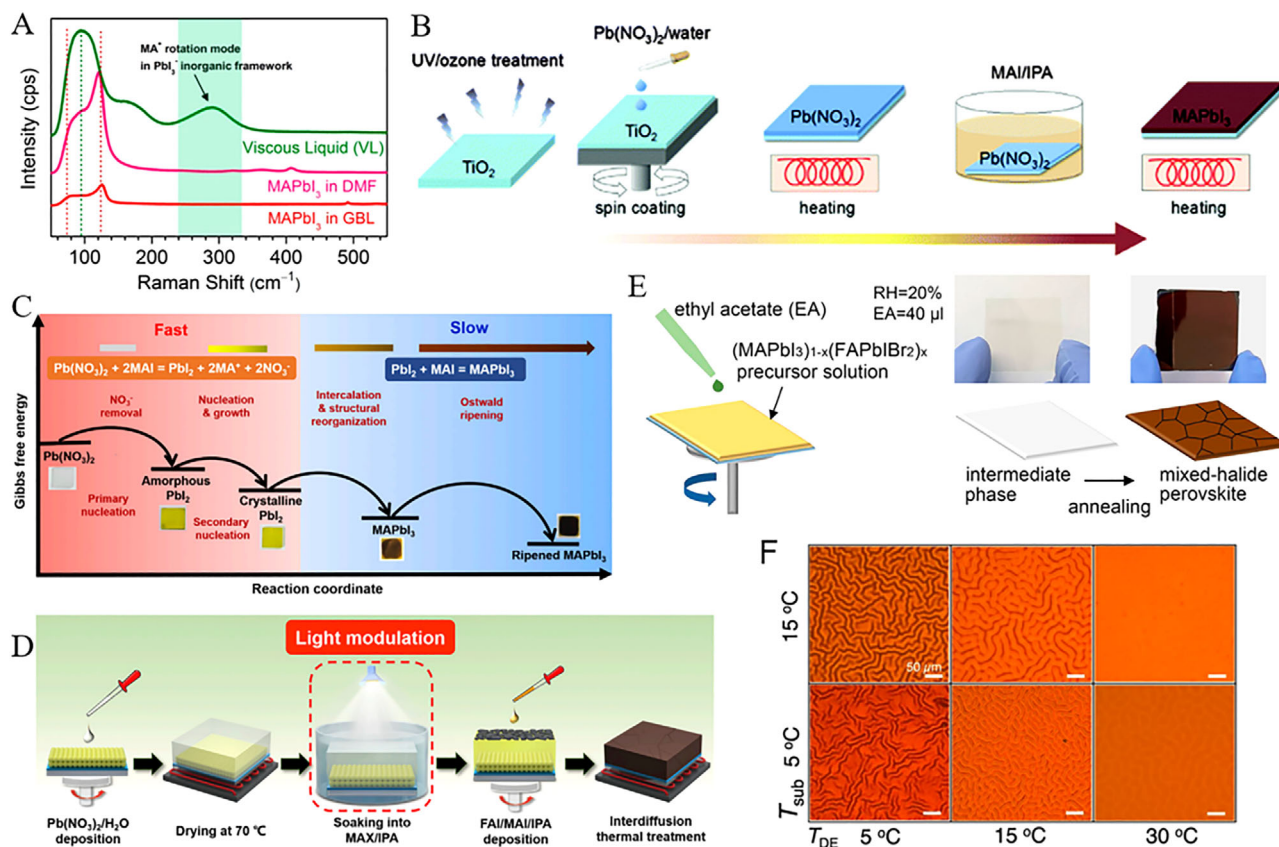 A
Intensity (cps)
MA⁺ rotation mode
in PbI₃⁻ inorganic framework
Viscous Liquid (VL)
MAPbI₃ in DMF
MAPbI₃ in GBL
100 200 300 400 500
Raman Shift (cm⁻¹)
B
UV/ozone treatment
TiO₂
Pb(NO₃)₂/water
TiO₂
spin coating
Pb(NO₃)₂
heating
MAI/IPA
Pb(NO₃)₂
MAPbI₃
heating
C
Gibbs free energy
Fast
Slow
Pb(NO₃)₂ + 2MAI = PbI₂ + 2MA⁺ + 2NO₃⁻
PbI₂ + MAI = MAPbI₃
NO₃⁻
removal
Nucleation
& growth
Intercalation
& structural
reorganization
Ostwald
ripening
Pb(NO₃)₂
Primary
nucleation
Amorphous
PbI₂
Secondary
nucleation
Crystalline
PbI₂
MAPbI₃
Ripened MAPbI₃
Reaction coordinate
D
Light modulation
Pb(NO₃)₂/H₂O
deposition
Drying at 70 ℃
Soaking into
MAX/IPA
FAI/MAI/IPA
deposition
Interdiffusion
thermal treatment
E
ethyl acetate (EA)
RH=20%
EA=40 µl
(MAPbI₃)₁₋ₓ(FAPbIBr₂)ₓ
precursor solution
intermediate
phase
annealing
mixed-halide
perovskite
F
15 ºC
50 µm
5 ºC
T_sub
T_DE 5 ºC 15 ºC 30 ºC